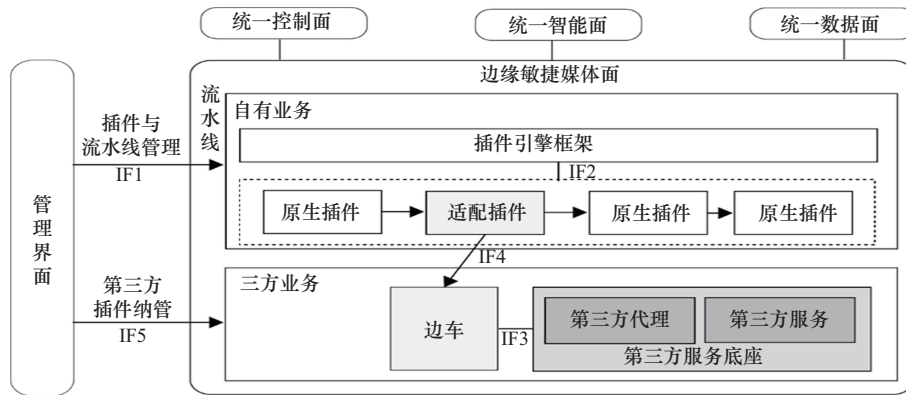 统一控制面
统一智能面
统一数据面
边缘敏捷媒体面
管理界面
插件与
流水线管理
IF1
流水线
自有业务
插件引擎框架
IF2
原生插件
适配插件
原生插件
原生插件
IF4
第三方
插件纳管
IF5
三方业务
边车
IF3
第三方代理
第三方服务
第三方服务底座